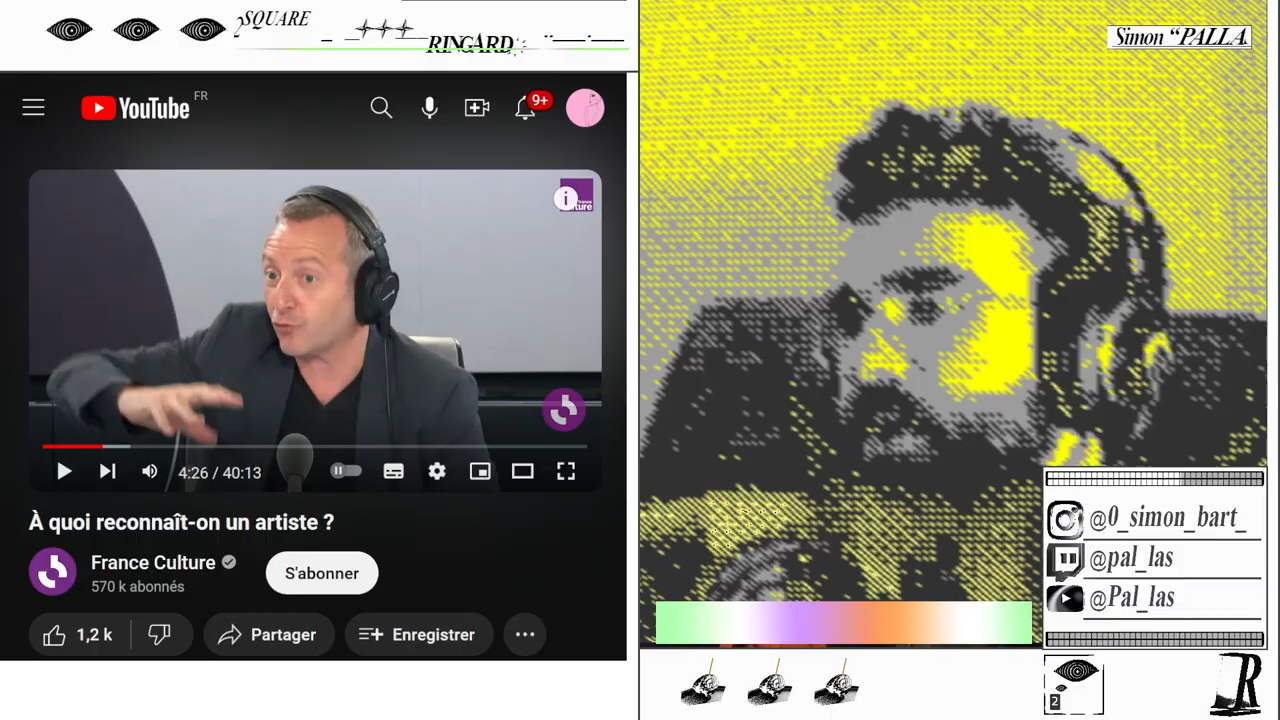 SQUARE
RINGARD
Simon “PALLA
YouTube
FR
9+
france
culture
4:26 / 40:13
À quoi reconnaît-on un artiste ?
France Culture
570 k abonnés
S'abonner
1,2 k
Partager
Enregistrer
@0_simon_bart_
@pal_las
@Pal_las
2
R